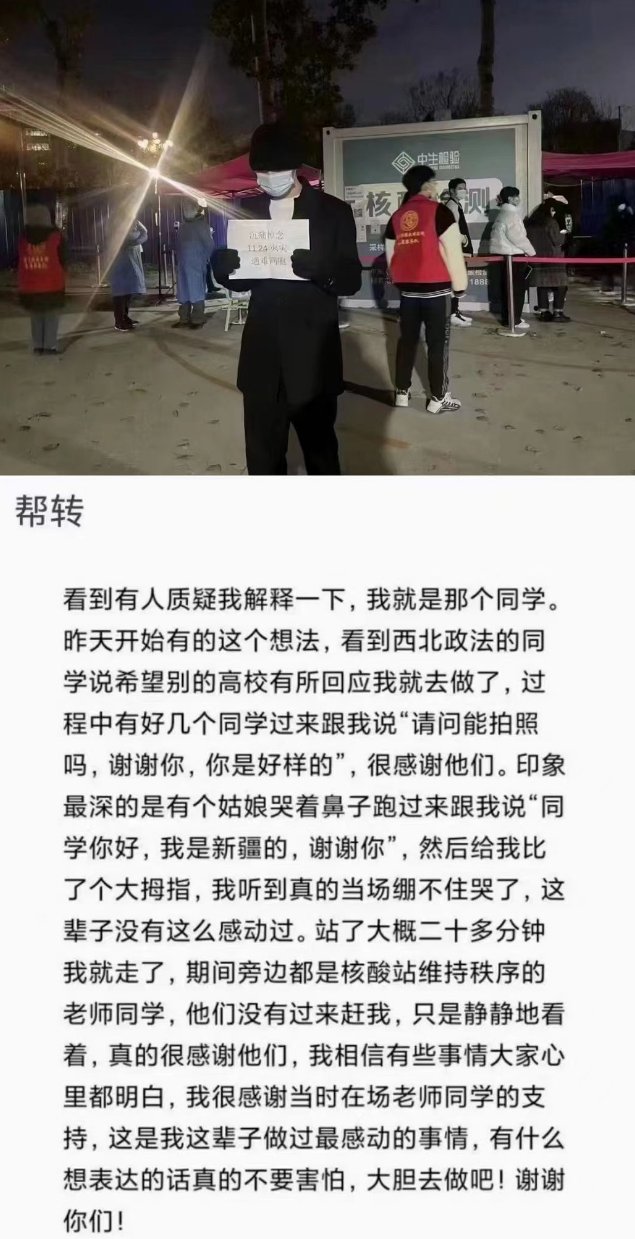 中生检验
核酸检测
沉痛悼念
11.24火灾
遇难同胞
帮转
看到有人质疑我解释一下，我就是那个同学。
昨天开始有的这个想法，看到西北政法的同
学说希望别的高校有所回应我就去做了，过
程中有好几个同学过来跟我说“请问能拍照
吗，谢谢你，你是好样的”，很感谢他们。印象
最深的是有个姑娘哭着鼻子跑过来跟我说“同
学你好，我是新疆的，谢谢你”，然后给我比
了个大拇指，我听到真的当场绷不住哭了，这
辈子没有这么感动过。站了大概二十多分钟
我就走了，期间旁边都是核酸站维持秩序的
老师同学，他们没有过来赶我，只是静静地看
着，真的很感谢他们，我相信有些事情大家心
里都明白，我很感谢当时在场老师同学的支
持，这是我这辈子做过最感动的事情，有什么
想表达的话真的不要害怕，大胆去做吧！谢谢
你们！